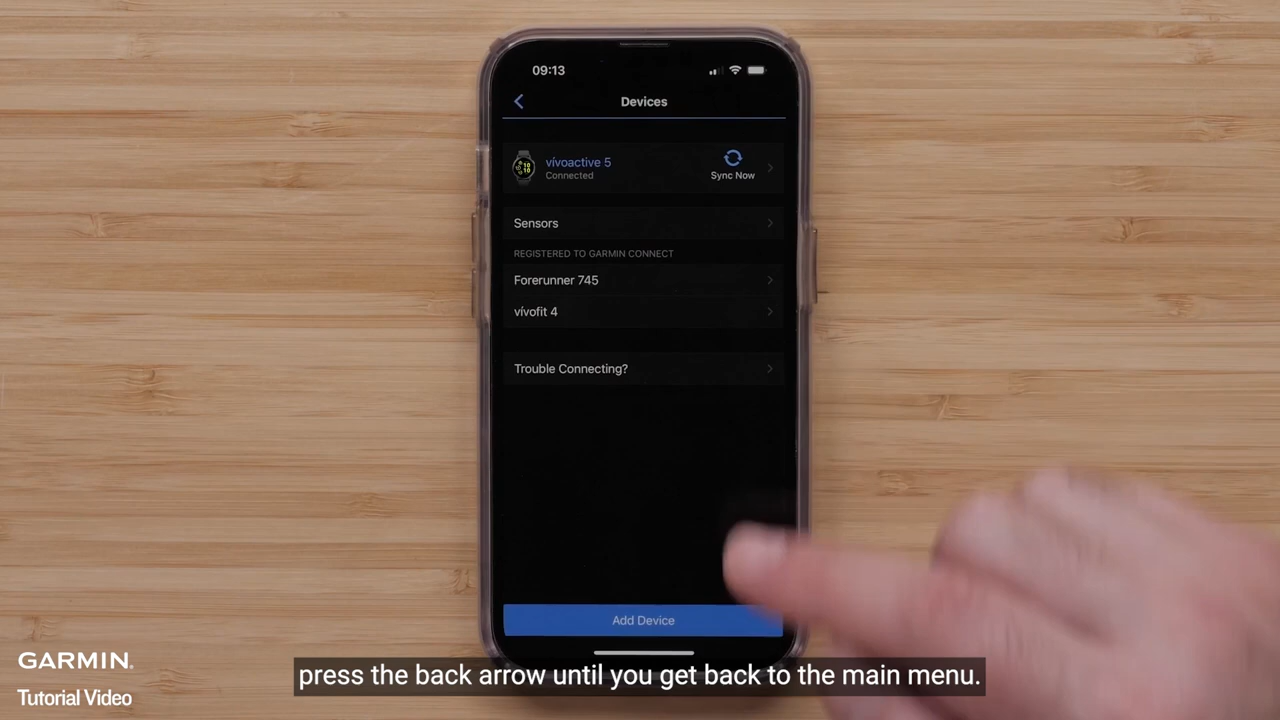 09:13
Devices
vívoactive 5
Connected
Sync Now
Sensors
REGISTERED TO GARMIN CONNECT
Forerunner 745
vívofit 4
Trouble Connecting?
Add Device
press the back arrow until you get back to the main menu.
GARMIN.
Tutorial Video